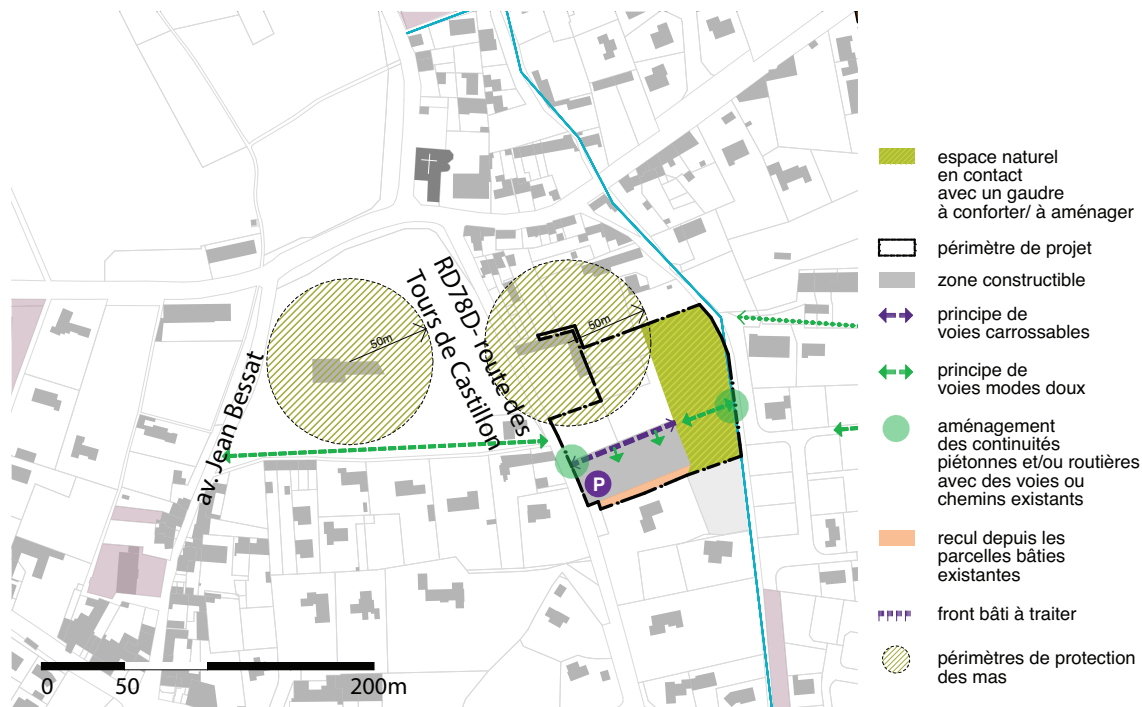 RD78D- route des
Tours de Castillon
50m
50m
av. Jean Bessat
P
0 50 200m
espace naturel
en contact
avec un gaudre
à conforter/ à aménager
périmètre de projet
zone constructible
principe de
voies carrossables
principe de
voies modes doux
aménagement
des continuités
piétonnes et/ou routières
avec des voies ou
chemins existants
recul depuis les
parcelles bâties
existantes
front bâti à traiter
périmètres de protection
des mas